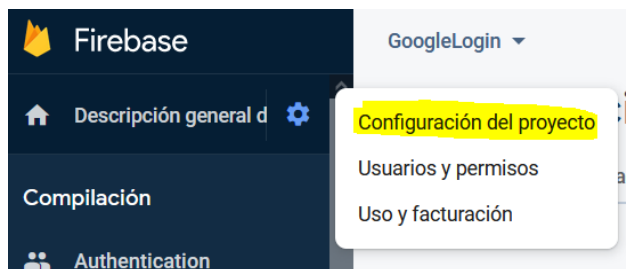 Firebase
GoogleLogin
Descripción general d
Configuración del proyecto
Usuarios y permisos
Uso y facturación
Compilación
Authentication